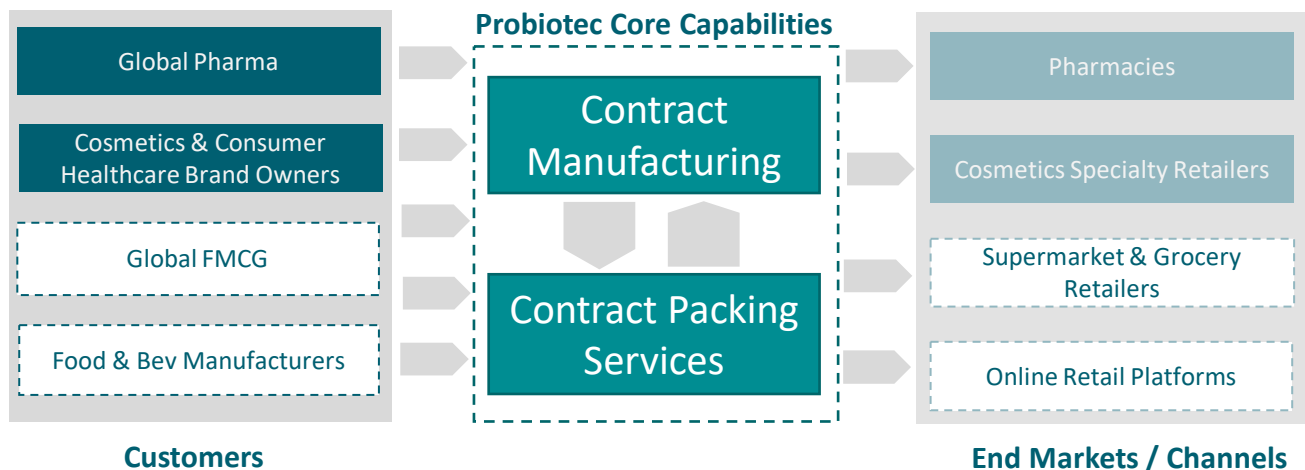 Probiotec Core Capabilities
Global Pharma
Cosmetics & Consumer
Healthcare Brand Owners
Global FMCG
Food & Bev Manufacturers
Customers
Contract
Manufacturing
Contract Packing
Services
Pharmacies
Cosmetics Specialty Retailers
Supermarket & Grocery
Retailers
Online Retail Platforms
End Markets / Channels